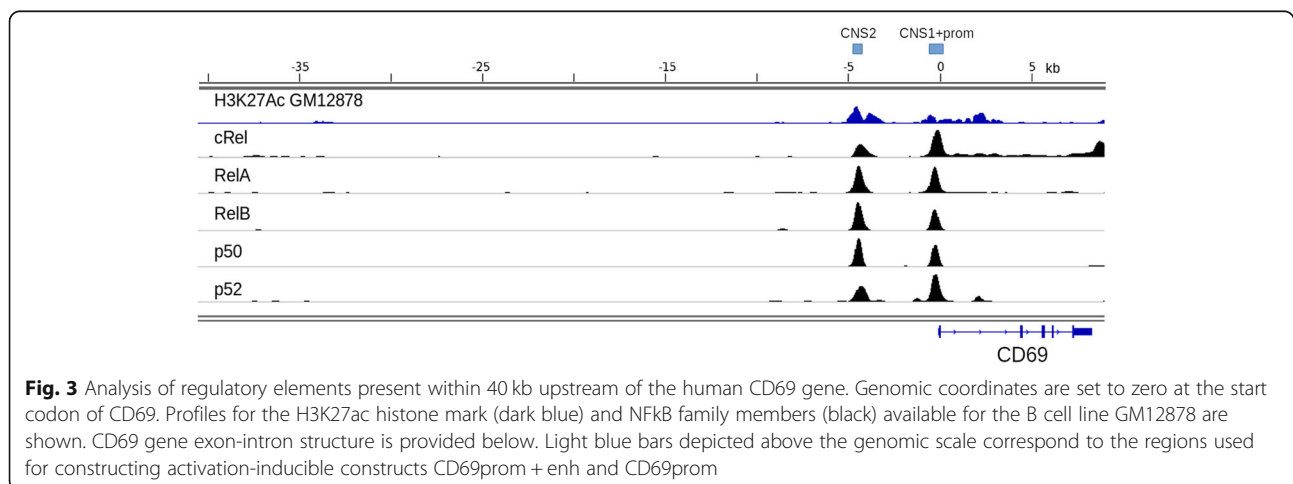 CNS2 CNS1+prom
-35 -25 -15 -5 0 5 kb
H3K27Ac GM12878
cRel
RelA
RelB
p50
p52
CD69
Fig. 3 Analysis of regulatory elements present within 40 kb upstream of the human CD69 gene. Genomic coordinates are set to zero at the start
codon of CD69. Profiles for the H3K27ac histone mark (dark blue) and NFkB family members (black) available for the B cell line GM12878 are
shown. CD69 gene exon-intron structure is provided below. Light blue bars depicted above the genomic scale correspond to the regions used
for constructing activation-inducible constructs CD69prom + enh and CD69prom